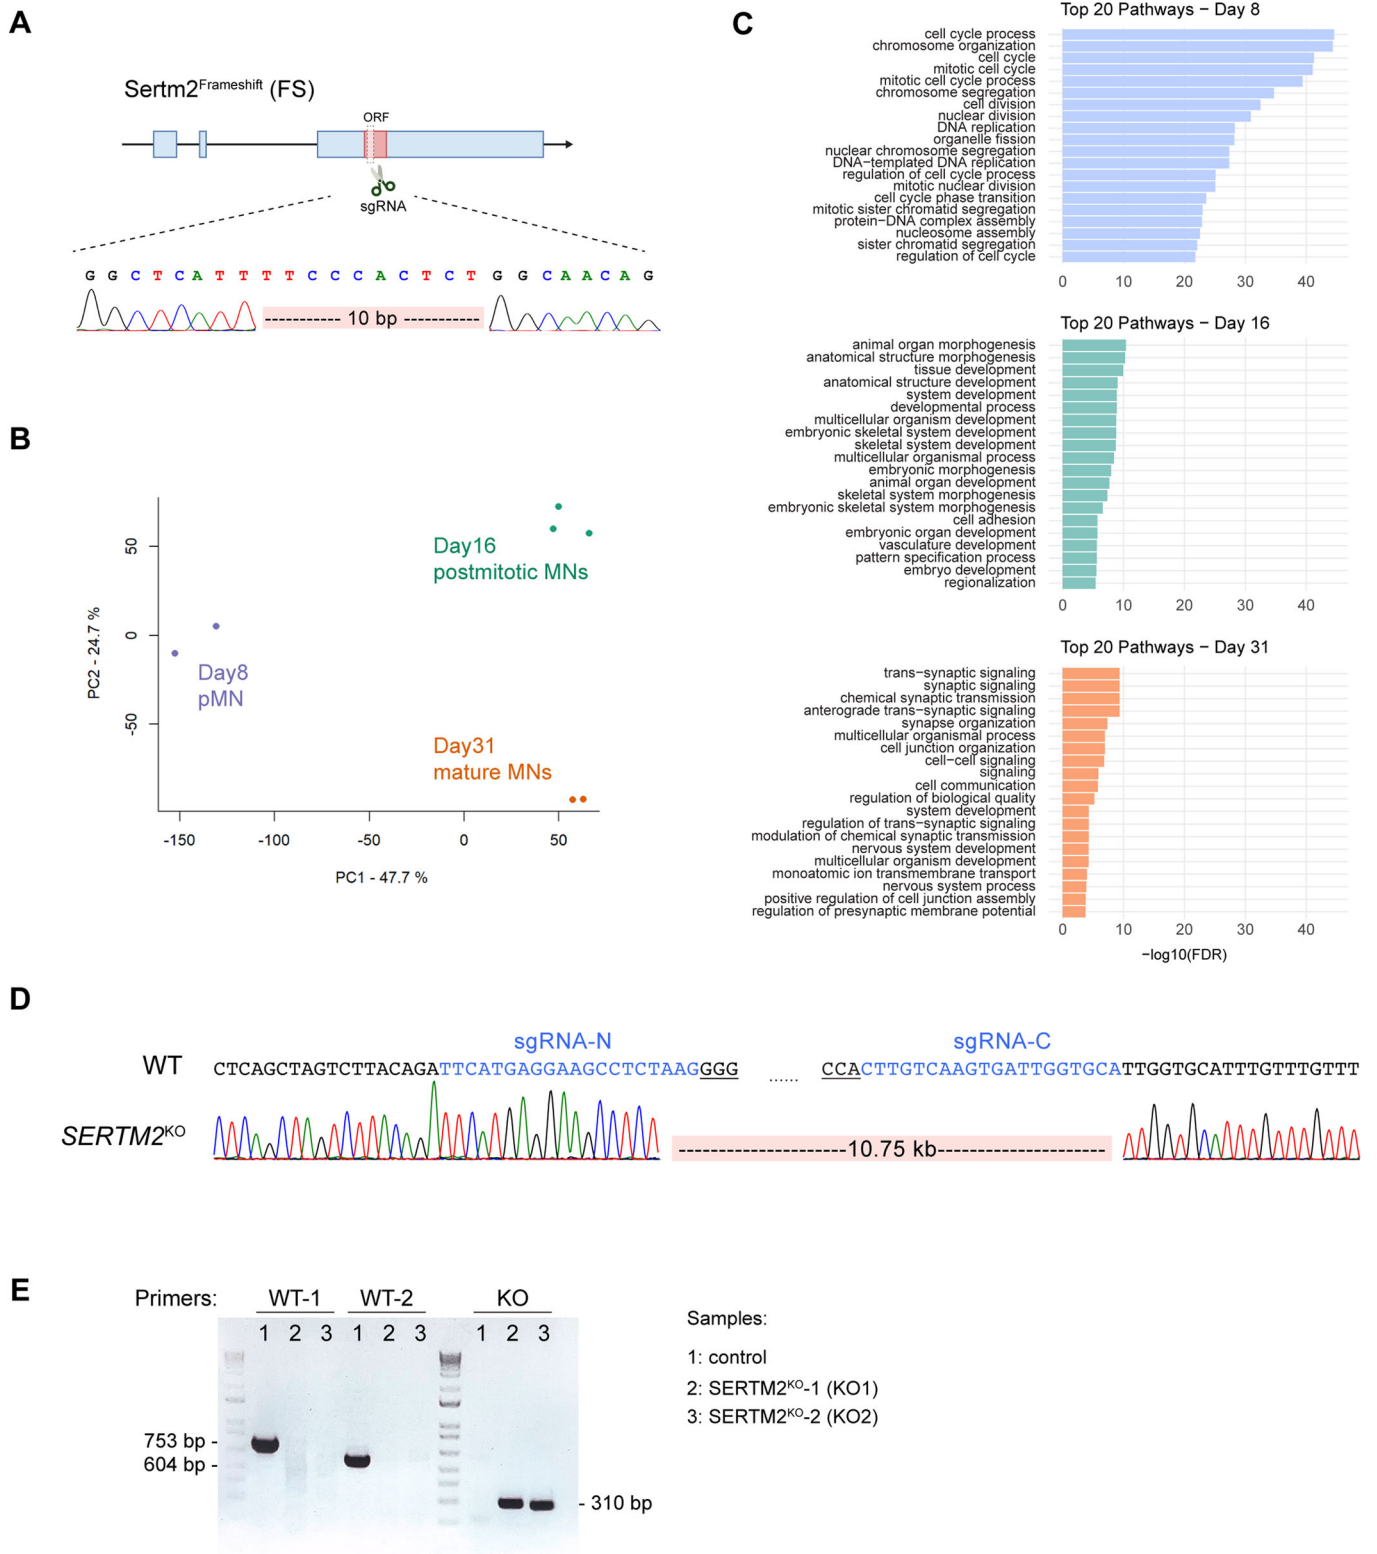 A
Sertm2Frameshift (FS)
ORF
sgRNA
G G C T C A T T T T C C C A C T C T G G C A A C A G
---------- 10 bp ----------
B
PC2 - 24.7 %
50
0
-50
Day16
postmitotic MNs
Day8
pMN
Day31
mature MNs
-150 -100 -50 0 50
PC1 - 47.7 %
C
Top 20 Pathways − Day 8
cell cycle process
chromosome organization
cell cycle
mitotic cell cycle
mitotic cell cycle process
chromosome segregation
cell division
nuclear division
DNA replication
organelle fission
nuclear chromosome segregation
DNA−templated DNA replication
regulation of cell cycle process
mitotic nuclear division
cell cycle phase transition
mitotic sister chromatid segregation
protein−DNA complex assembly
nucleosome assembly
sister chromatid segregation
regulation of cell cycle
0 10 20 30 40
Top 20 Pathways − Day 16
animal organ morphogenesis
anatomical structure morphogenesis
tissue development
anatomical structure development
system development
developmental process
multicellular organism development
embryonic skeletal system development
skeletal system development
multicellular organismal process
embryonic morphogenesis
animal organ development
skeletal system morphogenesis
embryonic skeletal system morphogenesis
cell adhesion
embryonic organ development
vasculature development
pattern specification process
embryo development
regionalization
0 10 20 30 40
Top 20 Pathways − Day 31
trans−synaptic signaling
synaptic signaling
chemical synaptic transmission
anterograde trans−synaptic signaling
synapse organization
multicellular organismal process
cell junction organization
cell−cell signaling
signaling
cell communication
regulation of biological quality
system development
regulation of trans−synaptic signaling
modulation of chemical synaptic transmission
nervous system development
multicellular organism development
monoatomic ion transmembrane transport
nervous system process
positive regulation of cell junction assembly
regulation of presynaptic membrane potential
0 10 20 30 40
−log10(FDR)
D
sgRNA-N sgRNA-C
WT CTCAGCTAGTCTTACAGATTCATGAGGAAGCCTCTAAGGGG ...... CCACTTGTCAAGTGATTGGTGCATTGGTGCATTTGTTTGTTT
SERTM2KO --------------------10.75 kb--------------------
E
Primers: WT-1 WT-2 KO
1 2 3 1 2 3 1 2 3
753 bp -
604 bp -
- 310 bp
Samples:
1: control
2: SERTM2KO-1 (KO1)
3: SERTM2KO-2 (KO2)